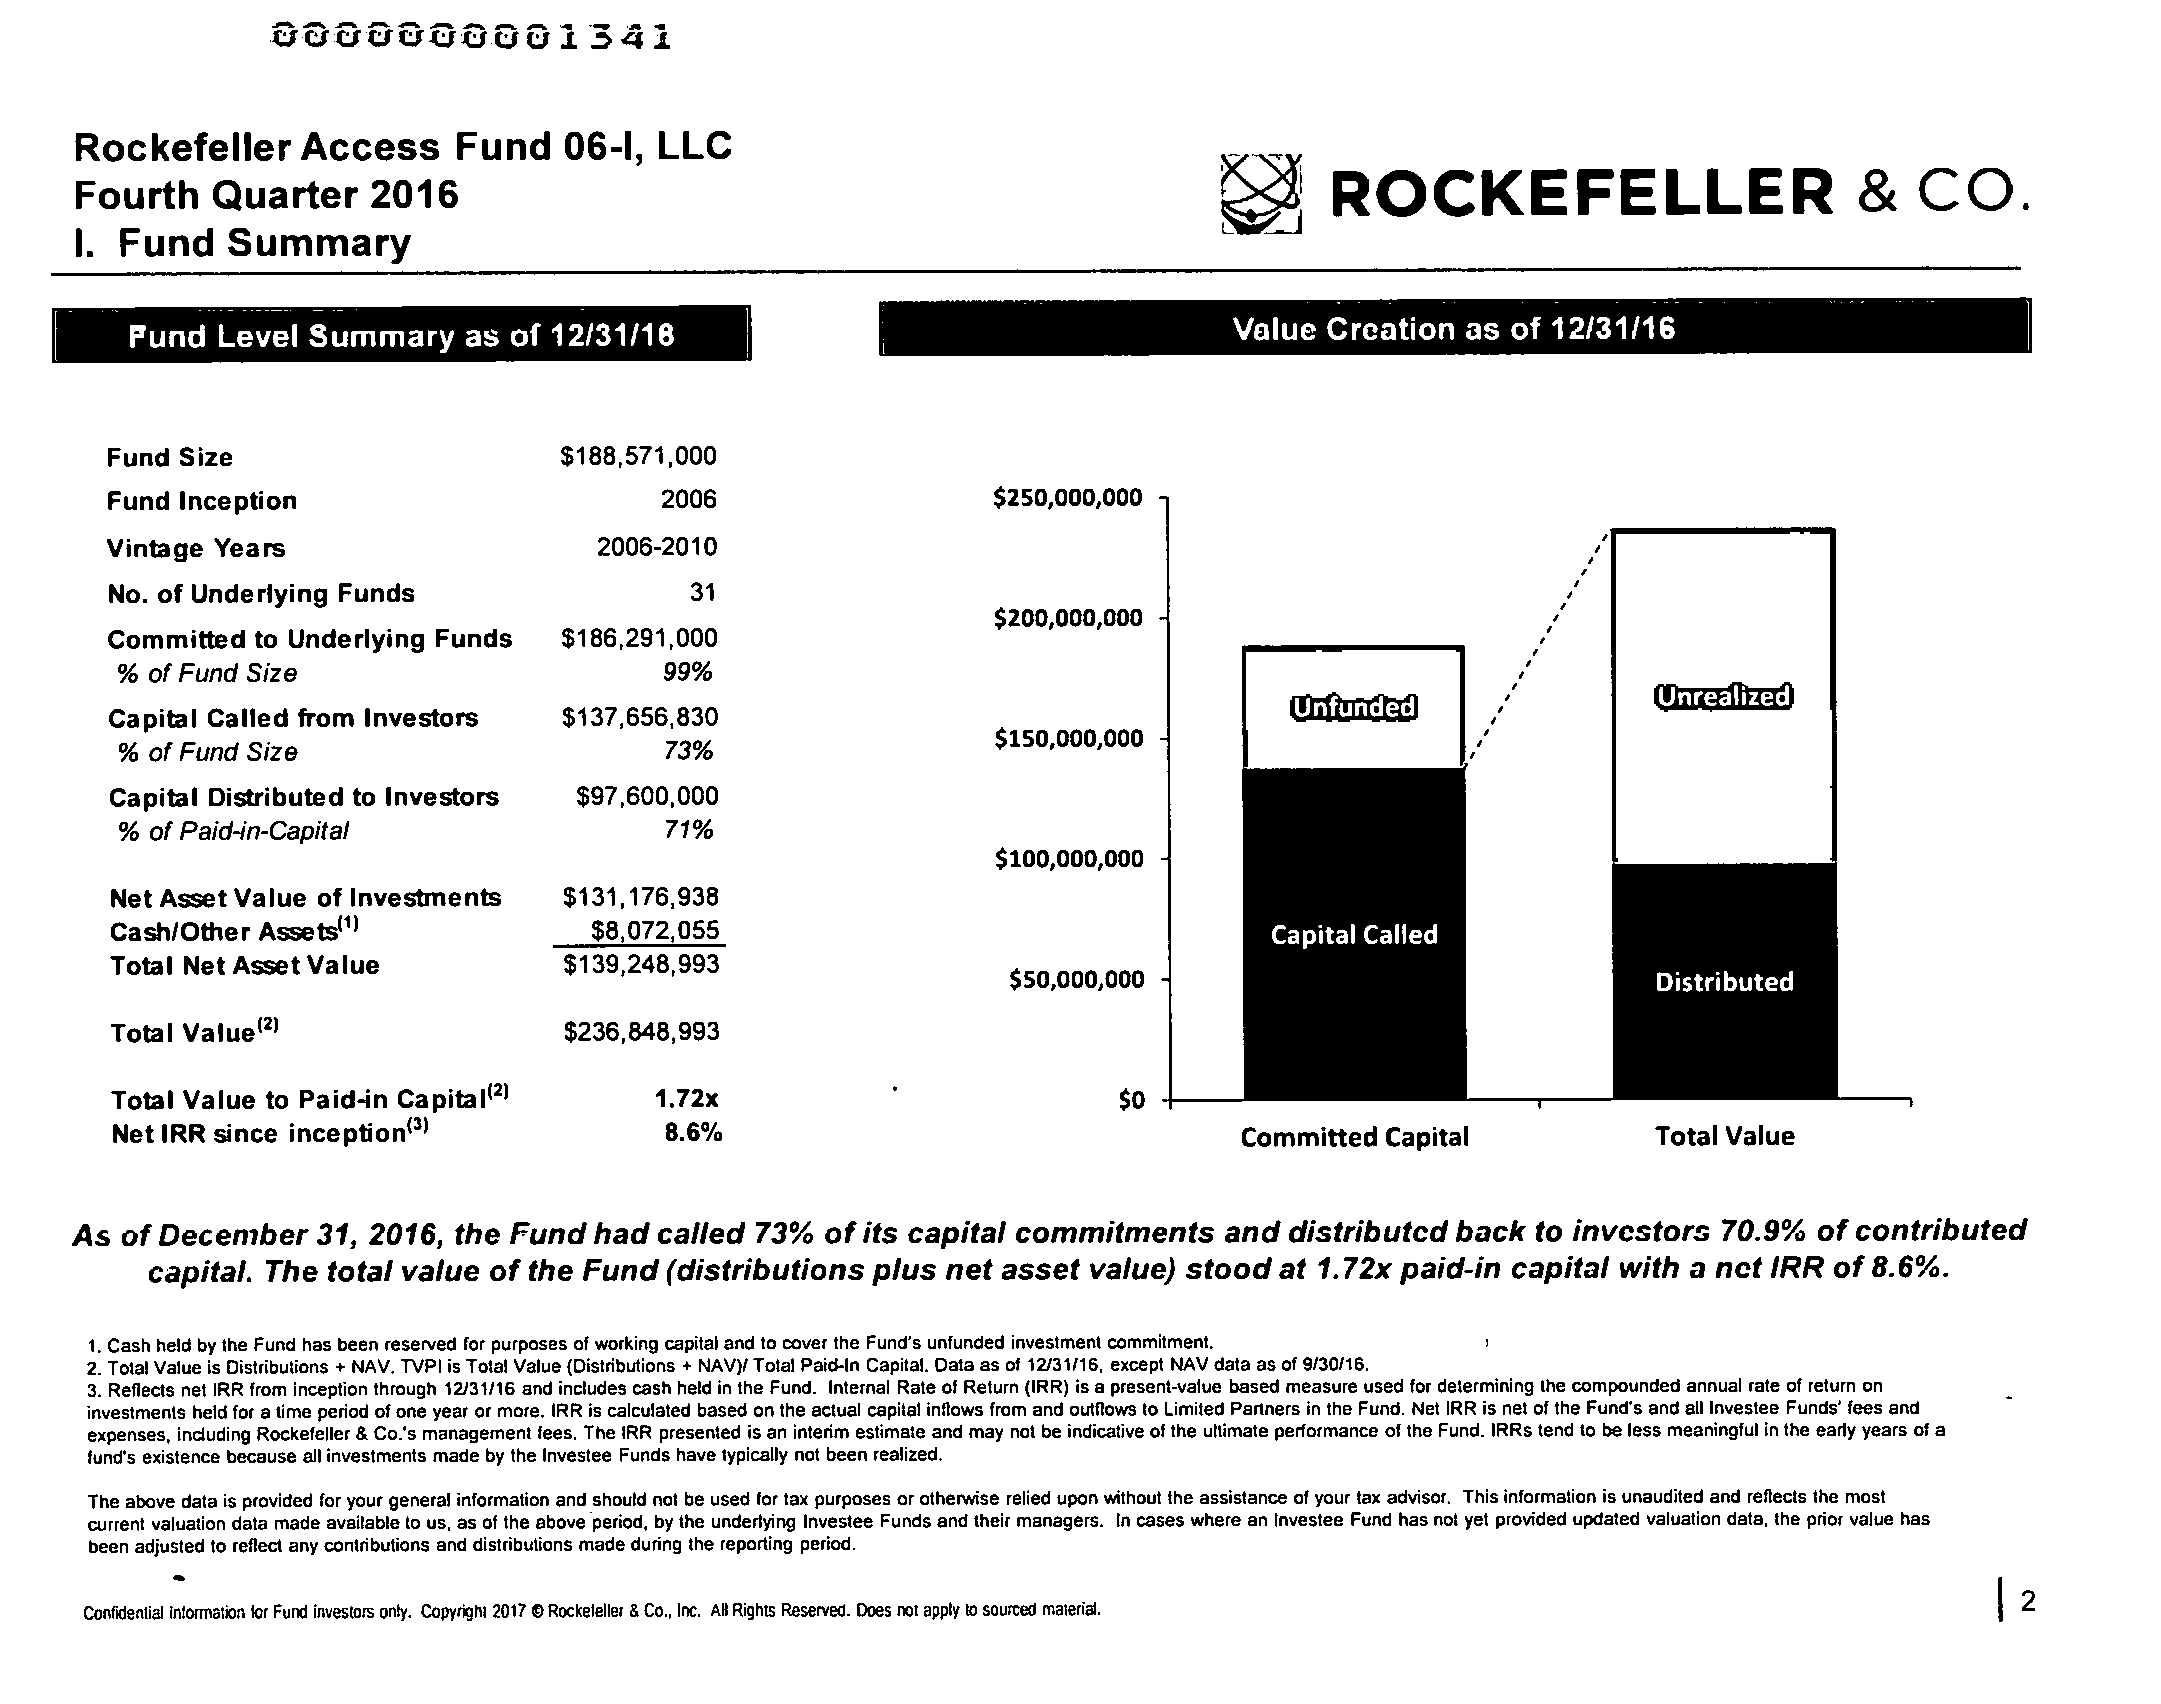 0000000001341
Rockefeller Access Fund 06-I, LLC
Fourth Quarter 2016
I. Fund Summary
ROCKEFELLER & CO.
Fund Level Summary as of 12/31/16
Fund Size $188,571,000
Fund Inception 2006
Vintage Years 2006-2010
No. of Underlying Funds 31
Committed to Underlying Funds $186,291,000
% of Fund Size 99%
Capital Called from Investors $137,656,830
% of Fund Size 73%
Capital Distributed to Investors $97,600,000
% of Paid-in-Capital 71%
Net Asset Value of Investments $131,176,938
Cash/Other Assets(1) $8,072,055
Total Net Asset Value $139,248,993
Total Value(2) $236,848,993
Total Value to Paid-in Capital(2) 1.72x
Net IRR since inception(3) 8.6%
Value Creation as of 12/31/16
$250,000,000
$200,000,000
$150,000,000
$100,000,000
$50,000,000
$0
Unfunded
Capital Called
Unrealized
Distributed
Committed Capital
Total Value
As of December 31, 2016, the Fund had called 73% of its capital commitments and distributed back to investors 70.9% of contributed
capital. The total value of the Fund (distributions plus net asset value) stood at 1.72x paid-in capital with a net IRR of 8.6%.
1. Cash held by the Fund has been reserved for purposes of working capital and to cover the Fund's unfunded investment commitment.
2. Total Value is Distributions + NAV. TVPI is Total Value (Distributions + NAV)/ Total Paid-In Capital. Data as of 12/31/16, except NAV data as of 9/30/16.
3. Reflects net IRR from inception through 12/31/16 and includes cash held in the Fund. Internal Rate of Return (IRR) is a present-value based measure used for determining the compounded annual rate of return on
investments held for a time period of one year or more. IRR is calculated based on the actual capital inflows from and outflows to Limited Partners in the Fund. Net IRR is net of the Fund's and all Investee Funds' fees and
expenses, including Rockefeller & Co.'s management fees. The IRR presented is an interim estimate and may not be indicative of the ultimate performance of the Fund. IRRs tend to be less meaningful in the early years of a
fund's existence because all investments made by the Investee Funds have typically not been realized.
The above data is provided for your general information and should not be used for tax purposes or otherwise relied upon without the assistance of your tax advisor. This information is unaudited and reflects the most
current valuation data made available to us, as of the above period, by the underlying Investee Funds and their managers. In cases where an Investee Fund has not yet provided updated valuation data, the prior value has
been adjusted to reflect any contributions and distributions made during the reporting period.
Confidential information for Fund investors only. Copyright 2017 © Rockefeller & Co., Inc. All Rights Reserved. Does not apply to sourced material.
2